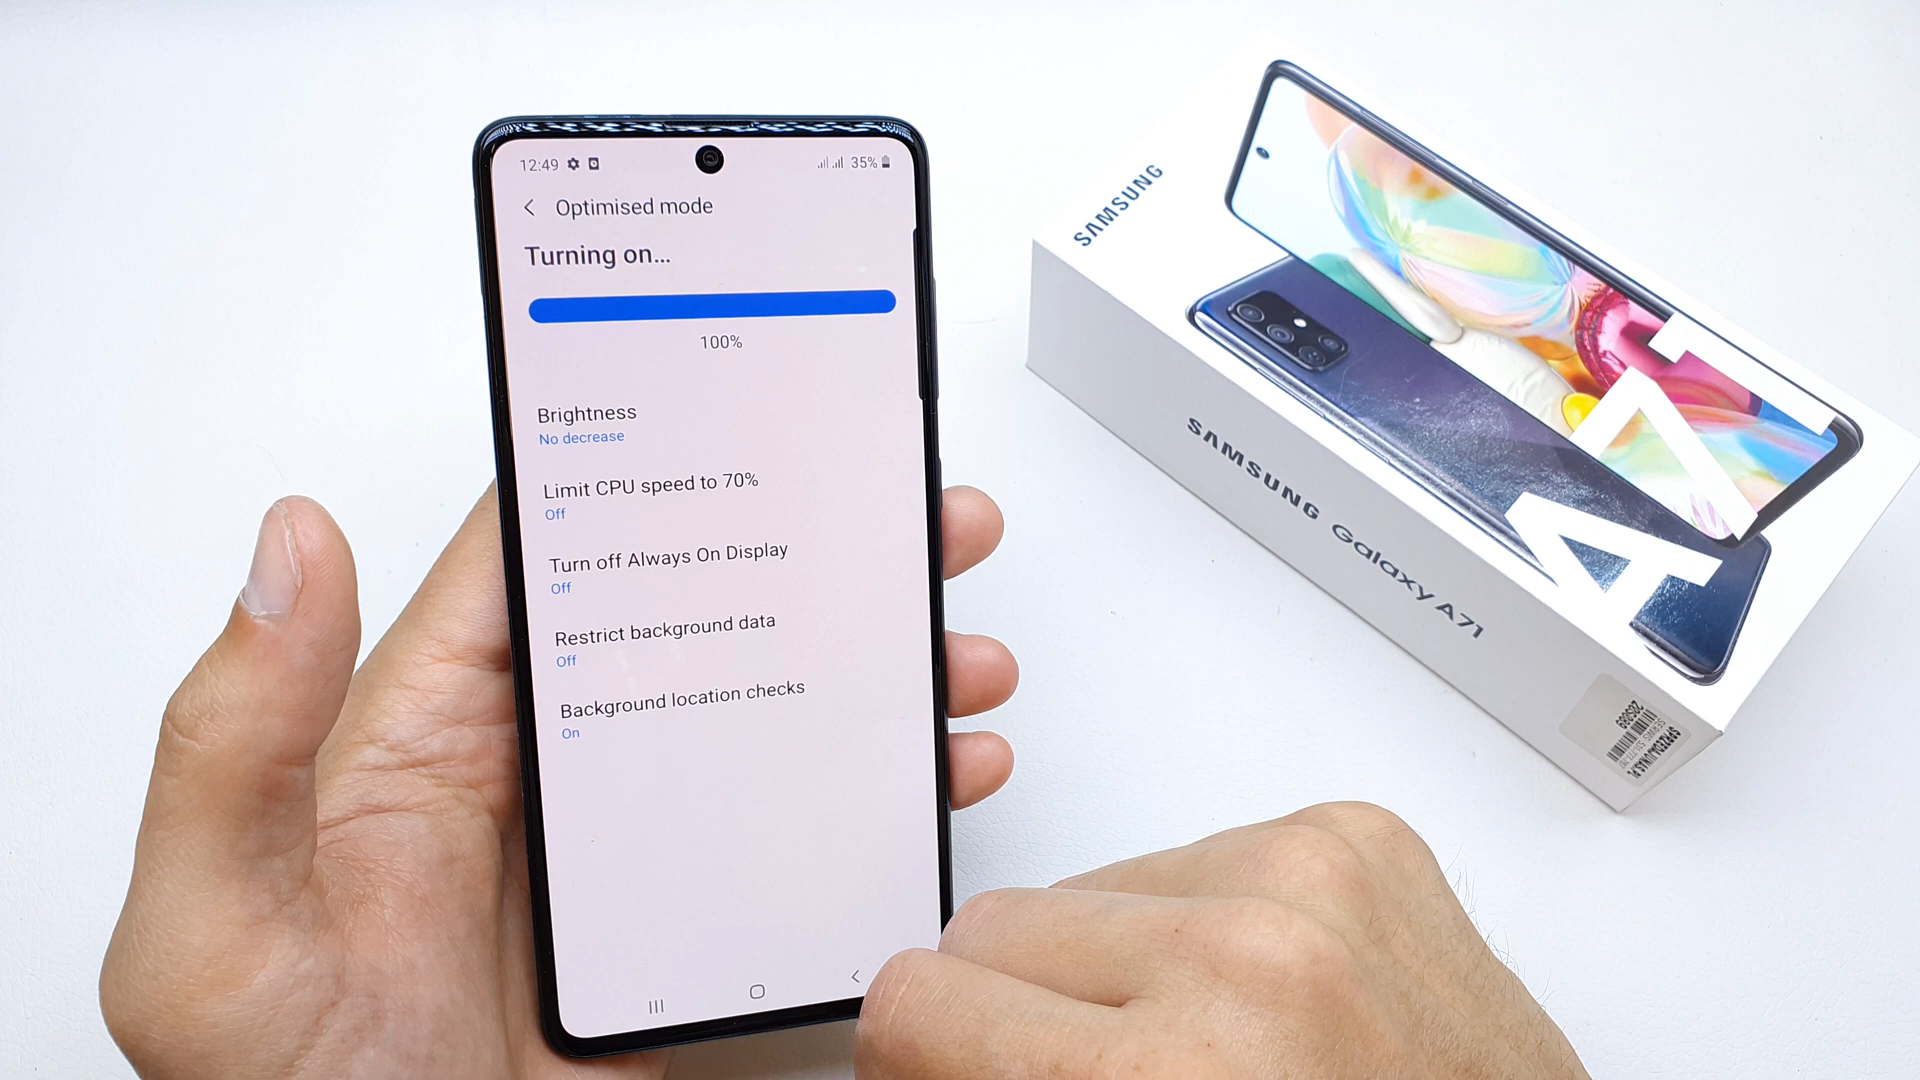 12:49
35%
Optimised mode
Turning on...
100%
Brightness
No decrease
Limit CPU speed to 70%
Off
Turn off Always On Display
Off
Restrict background data
Off
Background location checks
On
SAMSUNG
A71
SAMSUNG Galaxy A71